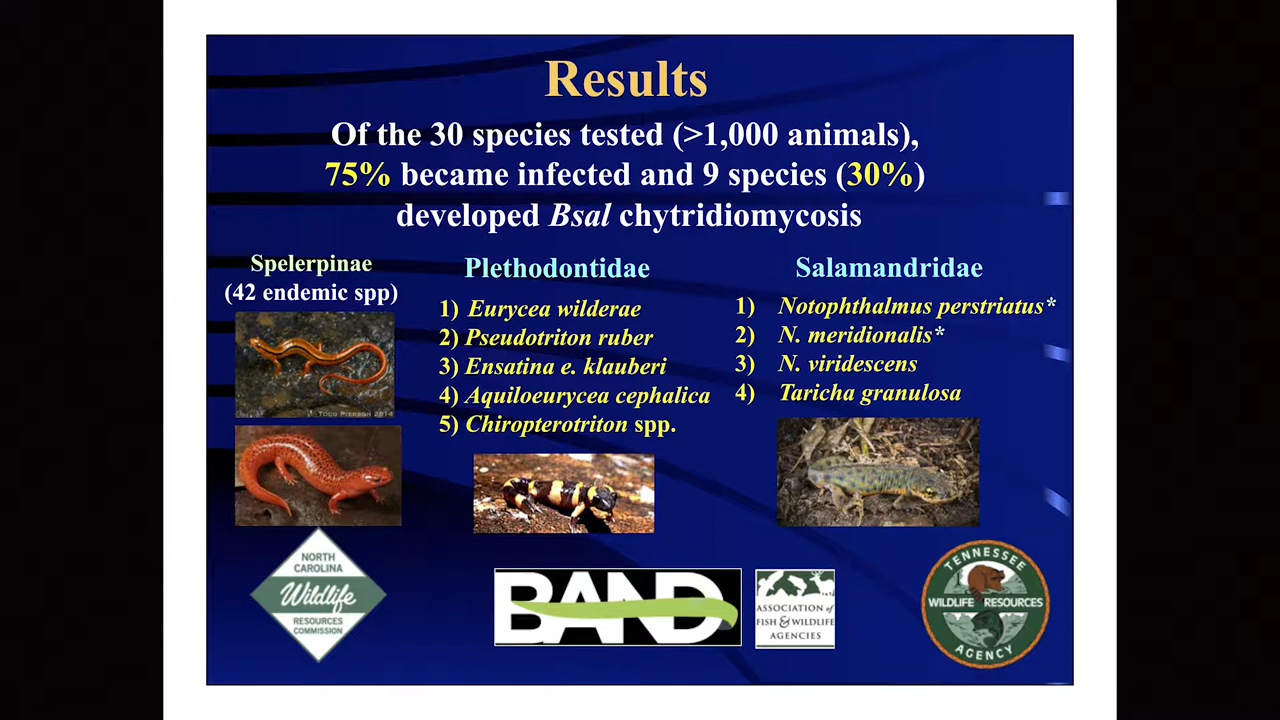 Results
Of the 30 species tested (>1,000 animals),
75% became infected and 9 species (30%)
developed Bsal chytridiomycosis
Spelerpinae
(42 endemic spp)
TODD PIERSON 2014
Plethodontidae
1) Eurycea wilderae
2) Pseudotriton ruber
3) Ensatina e. klauberi
4) Aquiloeurycea cephalica
5) Chiropterotriton spp.
Salamandridae
1) Notophthalmus perstriatus*
2) N. meridionalis*
3) N. viridescens
4) Taricha granulosa
NORTH
CAROLINA
Wildlife
RESOURCES
COMMISSION
BAND
ASSOCIATION of
FISH & WILDLIFE
AGENCIES
TENNESSEE
WILDLIFE RESOURCES
AGENCY